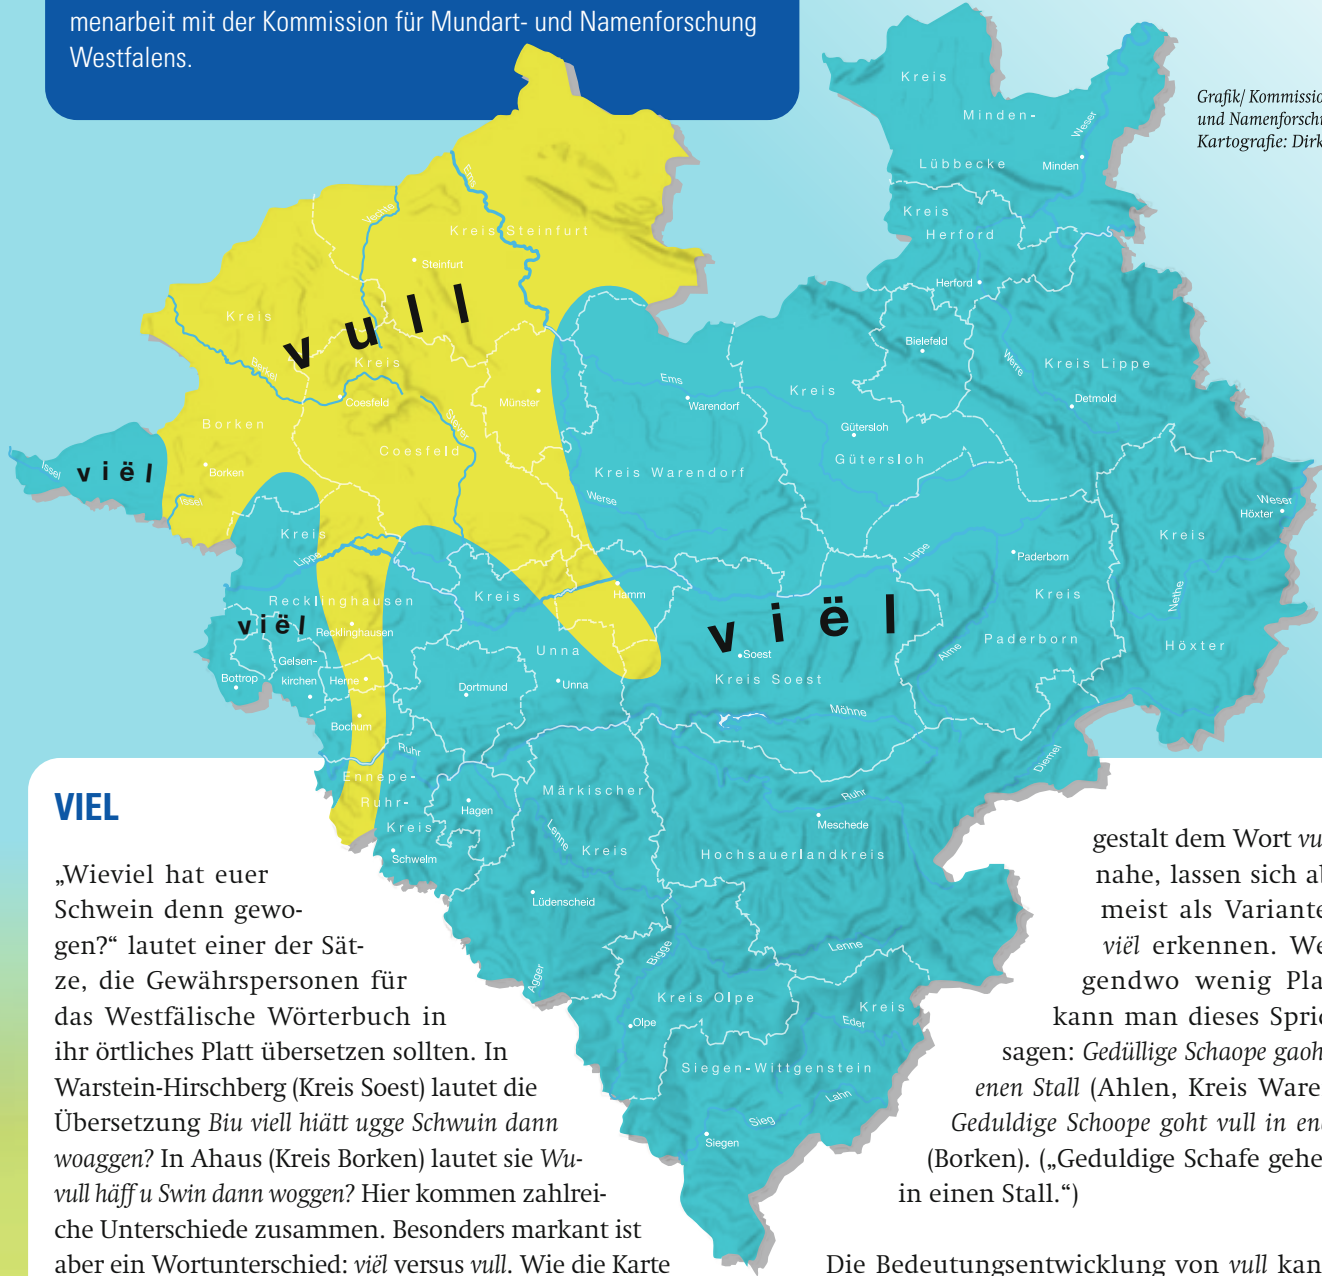 menarbeit mit der Kommission für Mundart- und Namenforschung
Westfalens.
Grafik/ Kommissio
und Namenforsch
Kartografie: Dirk
Kreis
Minden-
Lübbecke
Minden
Weser
Kreis
Herford
Herford
Ems
Vechte
Kreis Steinfurt
Steinfurt
vull
Kreis
Borken
Berkel
Kreis
Coesfeld
Coesfeld
Stever
Münster
Borken
Issel
Issel
viël
Bielefeld
Werre
Kreis Lippe
Detmold
Ems
Warendorf
Kreis
Gütersloh
Gütersloh
Kreis Warendorf
Werse
Weser
Höxter
Kreis
Höxter
Nethe
Lippe
Paderborn
Kreis
Paderborn
Alme
Kreis
Recklinghausen
Lippe
viël
Recklinghausen
Gelsen-
kirchen
Herne
Bottrop
Bochum
Kreis
Unna
Unna
Hamm
Dortmund
viël
Soest
Kreis Soest
Möhne
Diemel
Ruhr
Ennepe-
Ruhr-
Kreis
Schwelm
Hagen
Märkischer
Kreis
Lenne
Lüdenscheid
Ruhr
Meschede
Hochsauerlandkreis
Lenne
Bigge
Agger
Kreis Olpe
Olpe
Kreis
Siegen-Wittgenstein
Eder
Lahn
Sieg
Siegen
VIEL
„Wieviel hat euer
Schwein denn gewo-
gen?“ lautet einer der Sät-
ze, die Gewährspersonen für
das Westfälische Wörterbuch in
ihr örtliches Platt übersetzen sollten. In
Warstein-Hirschberg (Kreis Soest) lautet die
Übersetzung Biu viell hiätt ugge Schwuin dann
woaggen? In Ahaus (Kreis Borken) lautet sie Wu-
vull häff u Swin dann woggen? Hier kommen zahlrei-
che Unterschiede zusammen. Besonders markant ist
aber ein Wortunterschied: viël versus vull. Wie die Karte
gestalt dem Wort vu
nahe, lassen sich ab
meist als Variante
viël erkennen. We
gendwo wenig Pla
kann man dieses Spric
sagen: Gedüllige Schaope gaoh
enen Stall (Ahlen, Kreis Ware
Geduldige Schoope goht vull in en
(Borken). („Geduldige Schafe gehe
in einen Stall.“)
Die Bedeutungsentwicklung von vull kan